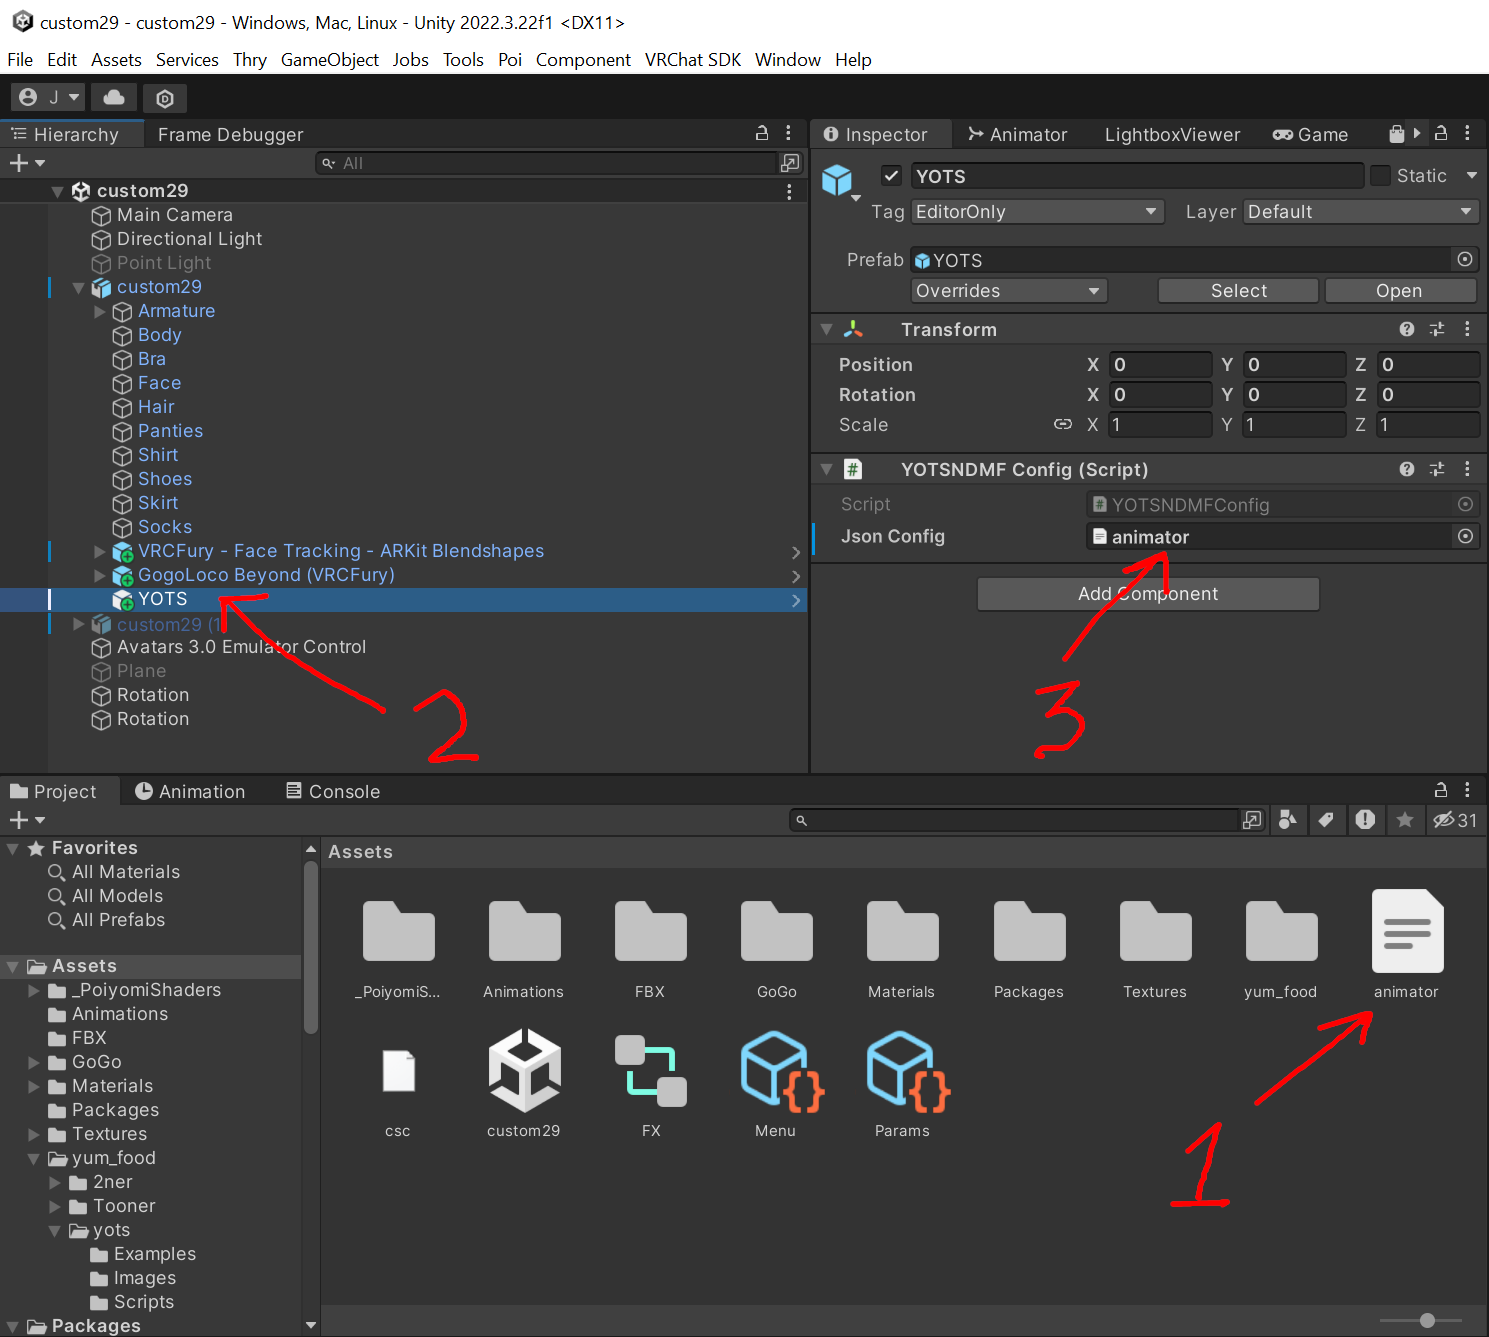 custom29 - custom29 - Windows, Mac, Linux - Unity 2022.3.22f1 <DX11>
File Edit Assets Services Thry GameObject Jobs Tools Poi Component VRChat SDK Window Help
J
Hierarchy Frame Debugger
All
custom29
Main Camera
Directional Light
Point Light
custom29
Armature
Body
Bra
Face
Hair
Panties
Shirt
Shoes
Skirt
Socks
VRCFury - Face Tracking - ARKit Blendshapes
GogoLoco Beyond (VRCFury)
YOTS
custom29 (1
Avatars 3.0 Emulator Control
Plane
Rotation
Rotation
2
Inspector Animator LightboxViewer Game
YOTS Static
Tag EditorOnly Layer Default
Prefab YOTS
Overrides Select Open
Transform
Position X 0 Y 0 Z 0
Rotation X 0 Y 0 Z 0
Scale X 1 Y 1 Z 1
# YOTSNDMF Config (Script)
Script # YOTSNDMFConfig
Json Config animator
Add Component
3
Project Animation Console
31
Favorites
All Materials
All Models
All Prefabs
Assets
_PoiyomiShaders
Animations
FBX
GoGo
Materials
Packages
Textures
yum_food
2ner
Tooner
yots
Examples
Images
Scripts
Packages
Assets
_PoiyomiS... Animations FBX GoGo Materials Packages Textures yum_food animator
csc custom29 FX Menu Params
1